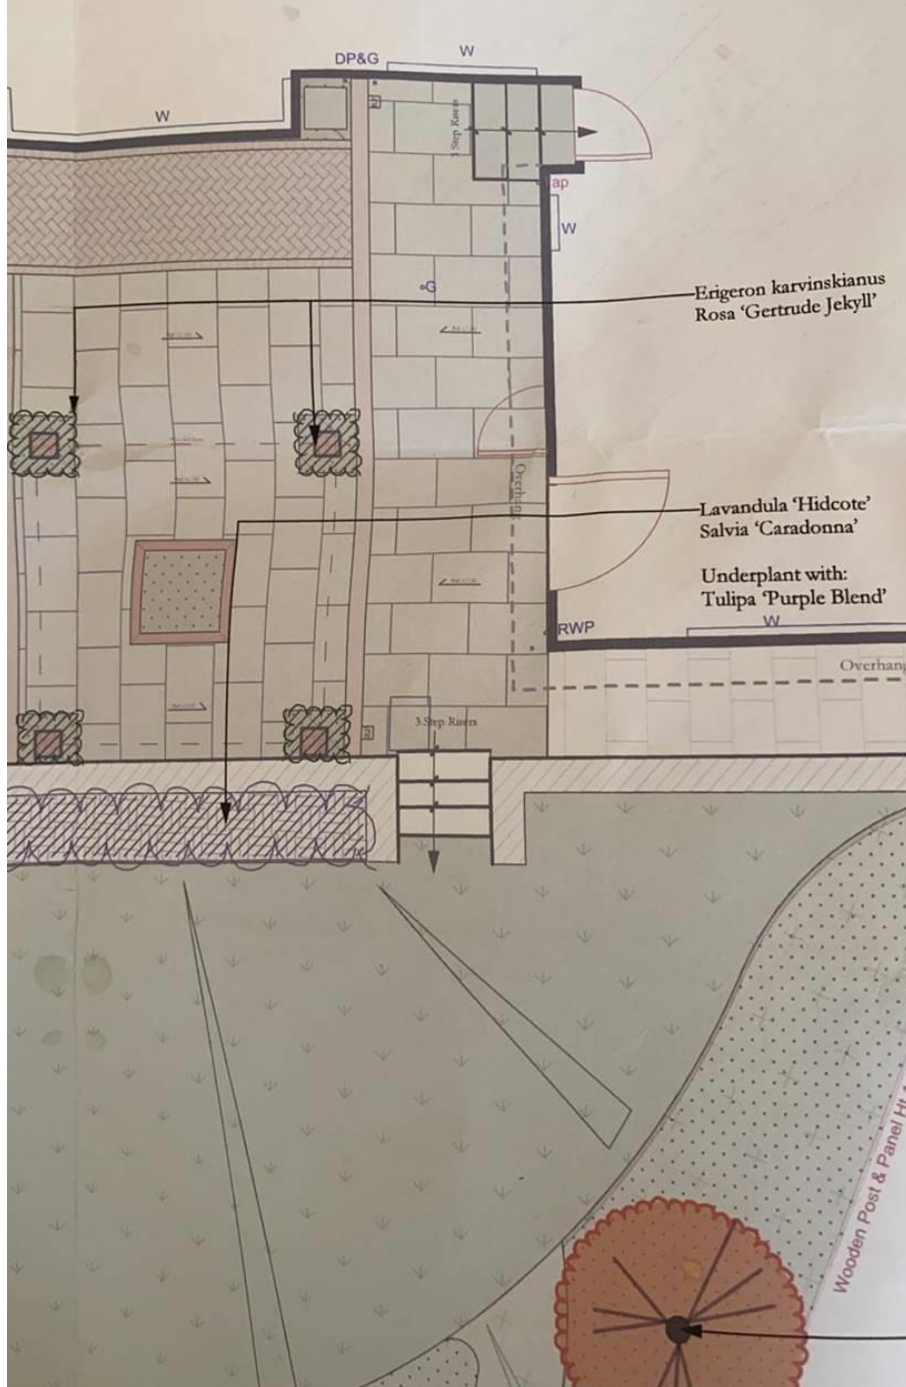 DP&G
W
W
3 Step Risers
ap
W
G
Erigeron karvinskianus
Rosa ‘Gertrude Jekyll’
Overhang
Lavandula ‘Hidcote’
Salvia ‘Caradonna’
Underplant with:
Tulipa ‘Purple Blend’
RWP
W
Overhang
3 Step Risers
Wooden Post & Panel Ht